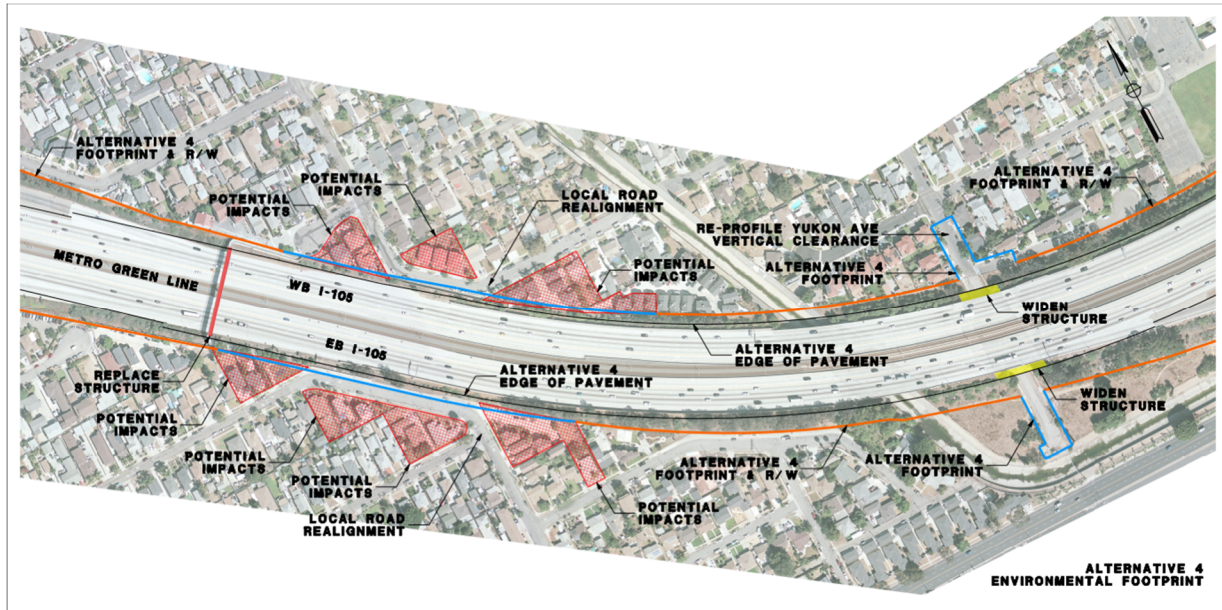 ALTERNATIVE 4
FOOTPRINT & R/W
POTENTIAL
IMPACTS
POTENTIAL
IMPACTS
LOCAL ROAD
REALIGNMENT
ALTERNATIVE 4
FOOTPRINT & R/W
RE-PROFILE YUKON AVE
VERTICAL CLEARANCE
ALTERNATIVE 4
FOOTPRINT
POTENTIAL
IMPACTS
METRO GREEN LINE
WB I-105
EB I-105
WIDEN
STRUCTURE
ALTERNATIVE 4
EDGE OF PAVEMENT
ALTERNATIVE 4
EDGE OF PAVEMENT
REPLACE
STRUCTURE
WIDEN
STRUCTURE
POTENTIAL
IMPACTS
POTENTIAL
IMPACTS
POTENTIAL
IMPACTS
LOCAL ROAD
REALIGNMENT
ALTERNATIVE 4
FOOTPRINT & R/W
ALTERNATIVE 4
FOOTPRINT
POTENTIAL
IMPACTS
ALTERNATIVE 4
ENVIRONMENTAL FOOTPRINT